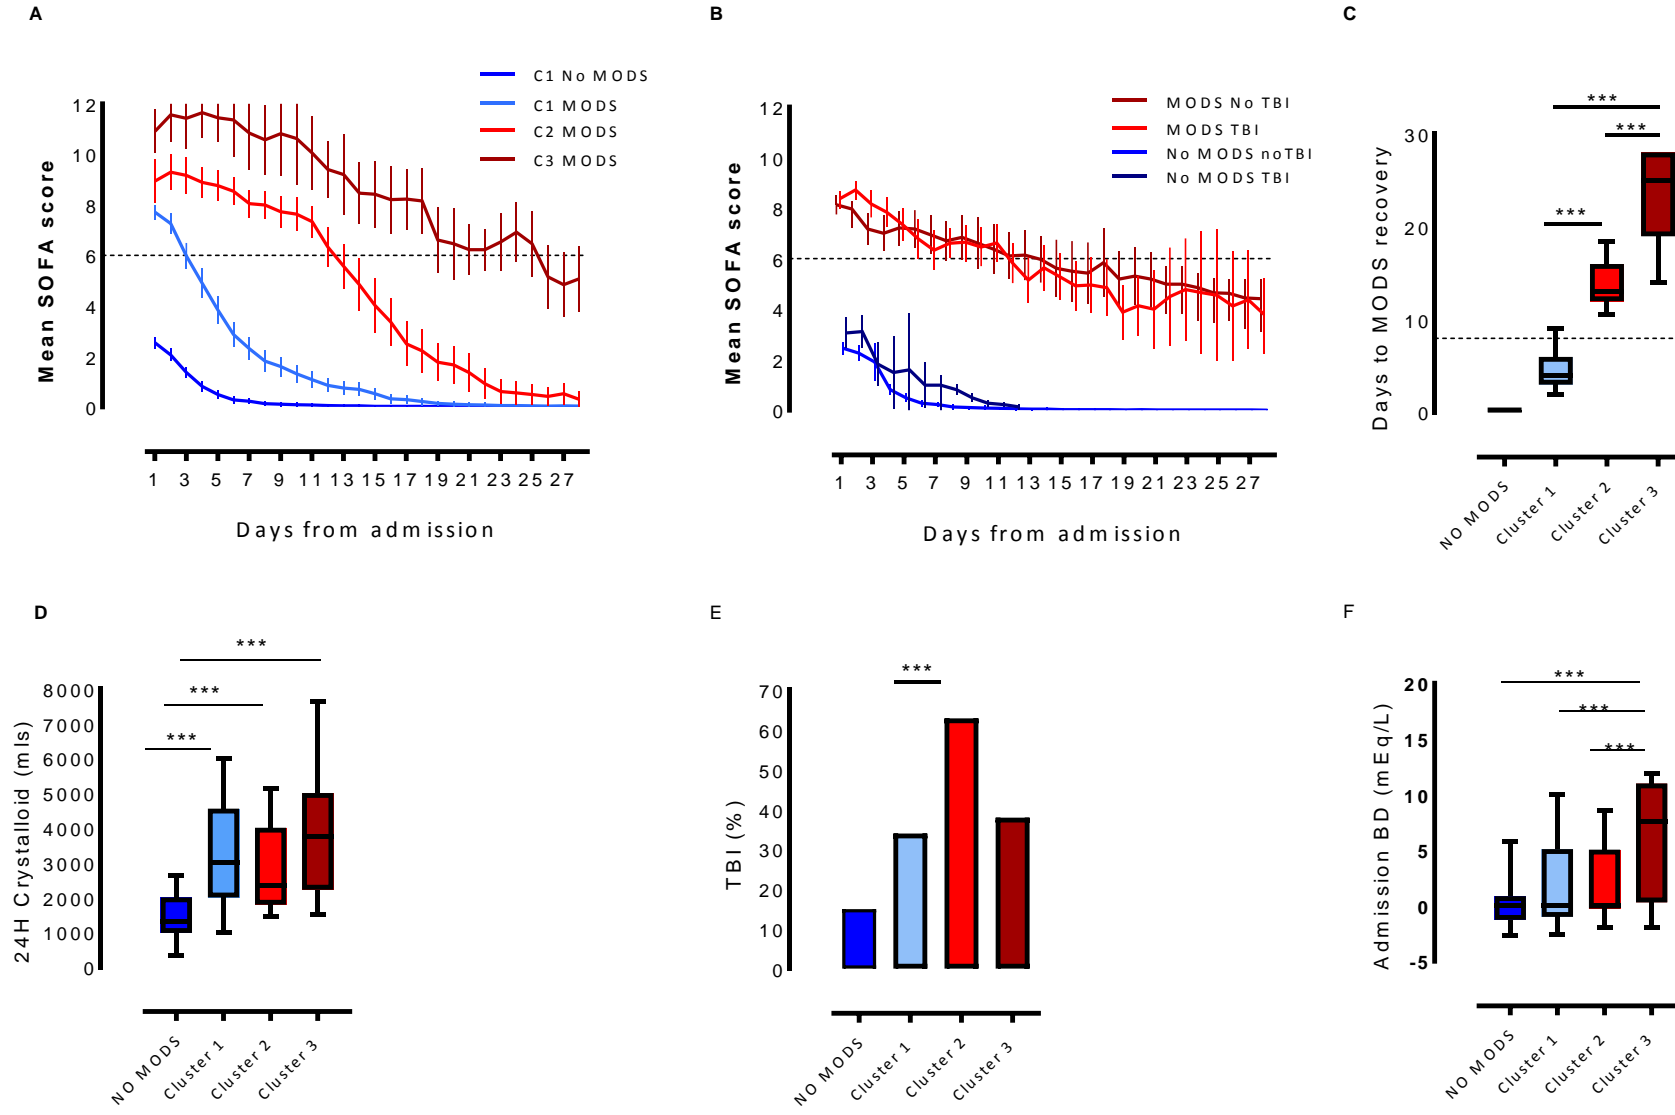 A
C1 No MODS
C1 MODS
C2 MODS
C3 MODS
Mean SOFA score
12
10
8
6
4
2
0
1 3 5 7 9 11 13 15 17 19 21 23 25 27
Days from admission
B
MODS No TBI
MODS TBI
No MODS noTBI
No MODS TBI
Mean SOFA score
12
10
8
6
4
2
0
1 3 5 7 9 11 13 15 17 19 21 23 25 27
Days from admission
C
Days to MODS recovery
30
20
10
0
***
***
***
NO MODS
Cluster 1
Cluster 2
Cluster 3
D
24H Crystalloid (mls)
8000
7000
6000
5000
4000
3000
2000
1000
0
***
***
***
NO MODS
Cluster 1
Cluster 2
Cluster 3
E
TBI (%)
70
60
50
40
30
20
10
0
***
NO MODS
Cluster 1
Cluster 2
Cluster 3
F
Admission BD (mEq/L)
20
15
10
5
0
-5
***
***
***
NO MODS
Cluster 1
Cluster 2
Cluster 3